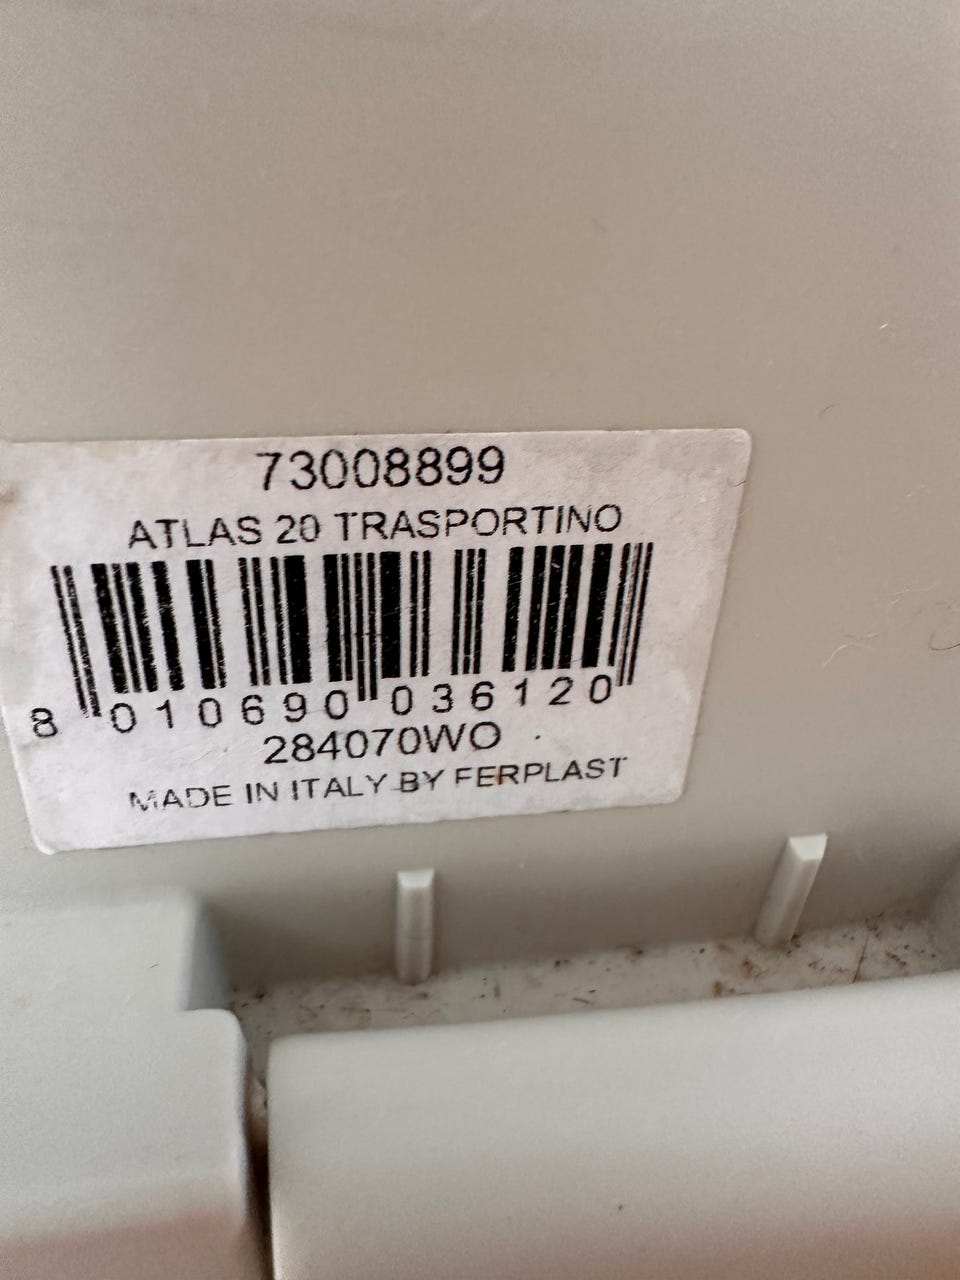 73008899
ATLAS 20 TRASPORTINO
8 010690 036120
284070WO
MADE IN ITALY BY FERPLAST